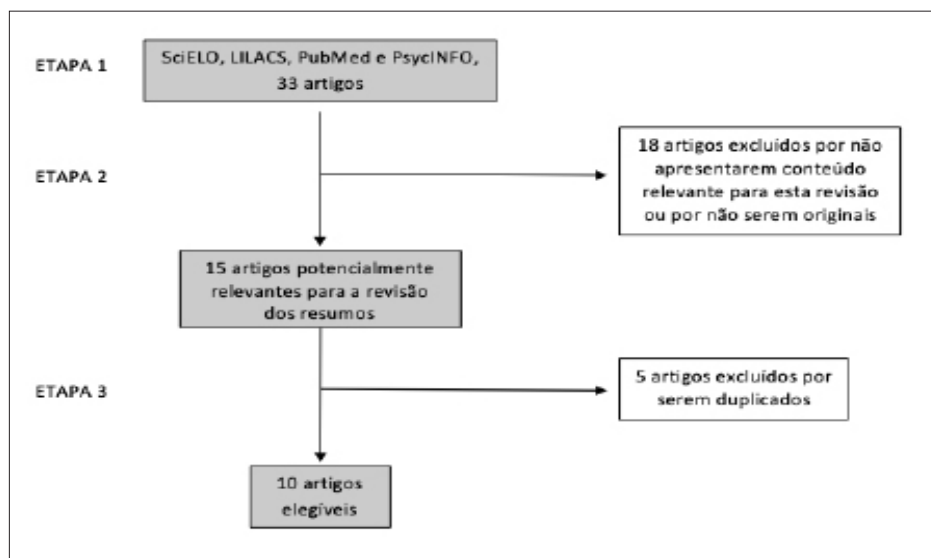 ETAPA 1
SciELO, LILACS, PubMed e PsycINFO,
33 artigos
ETAPA 2
18 artigos excluídos por não
apresentarem conteúdo
relevante para esta revisão
ou por não serem originais
15 artigos potencialmente
relevantes para a revisão
dos resumos
ETAPA 3
5 artigos excluídos por
serem duplicados
10 artigos
elegíveis